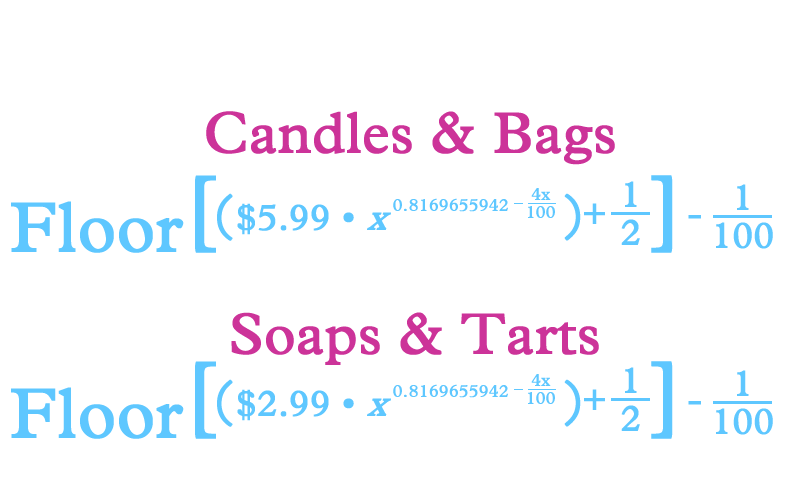 Candles & Bags
Floor[($5.99 • x^(0.8169655942 - 4x/100)) + 1/2] - 1/100
Soaps & Tarts
Floor[($2.99 • x^(0.8169655942 - 4x/100)) + 1/2] - 1/100